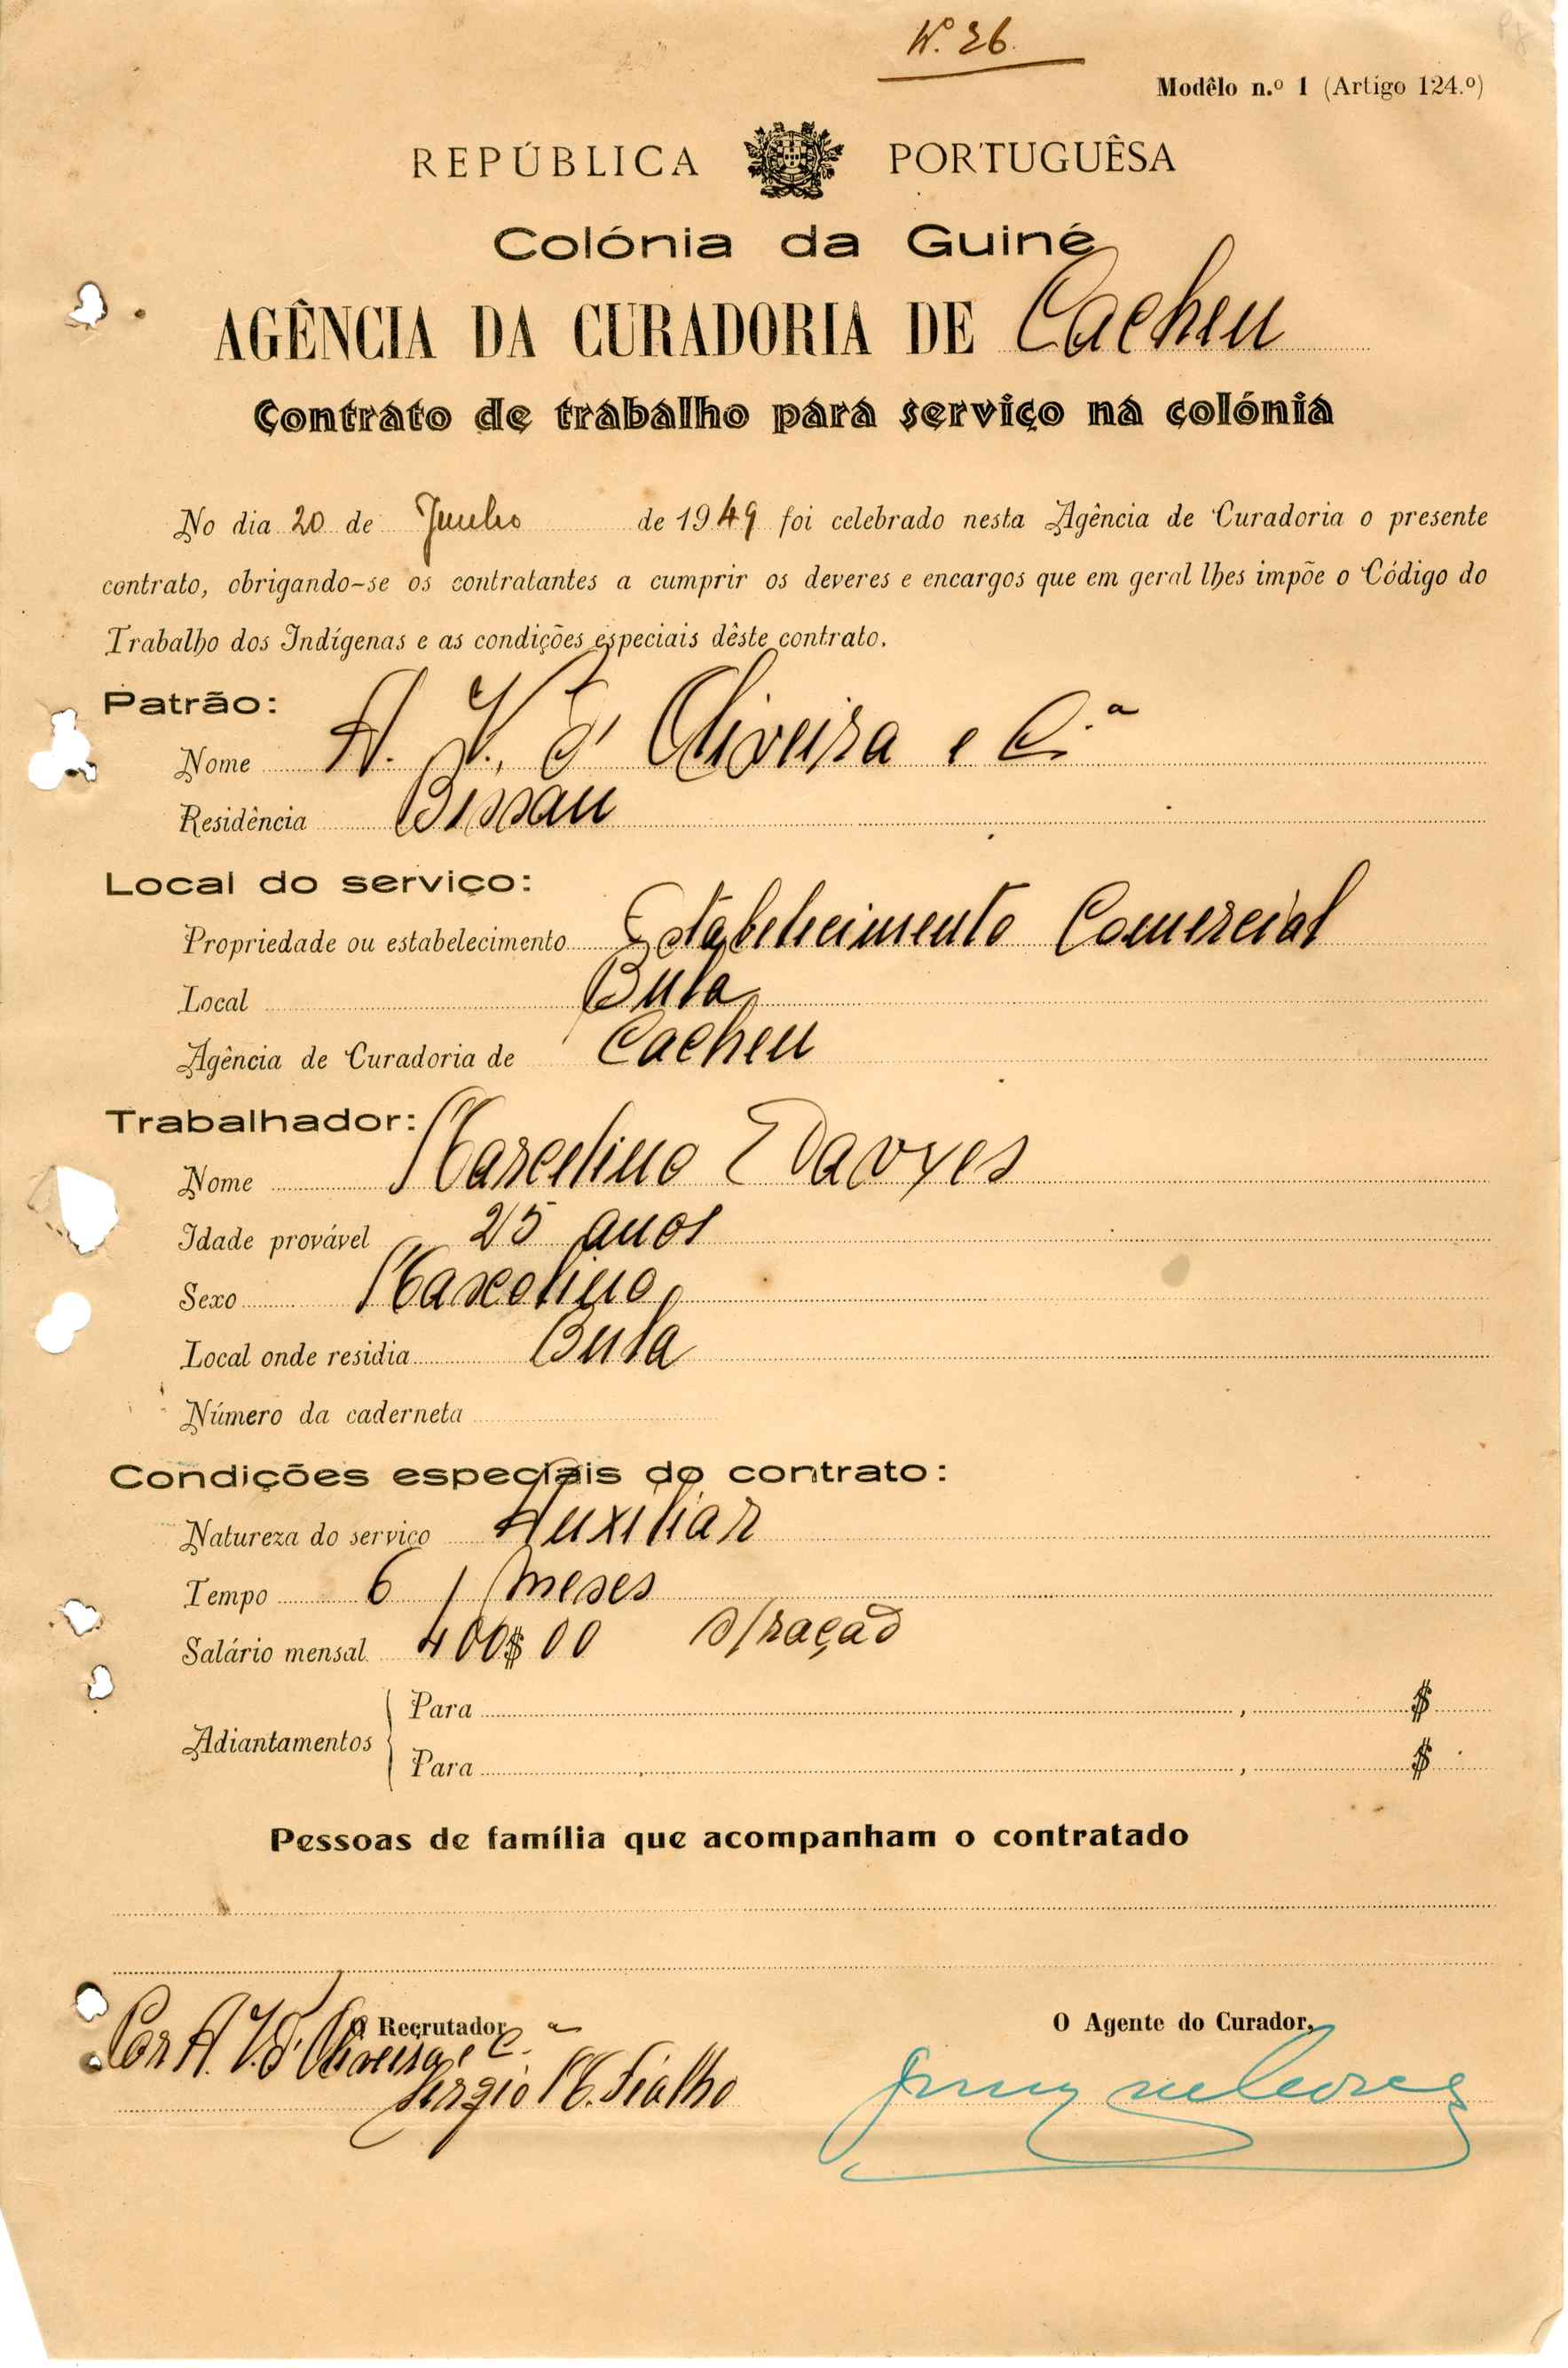 N.º 26.
Modêlo n.º 1 (Artigo 124.º)
REPÚBLICA PORTUGUÊSA
Colónia da Guiné
AGÊNCIA DA CURADORIA DE Cacheu
Contrato de trabalho para serviço na colónia
No dia 20 de Junho de 1949 foi celebrado nesta Agência de Curadoria o presente
contrato, obrigando-se os contratantes a cumprir os deveres e encargos que em geral lhes impõe o Código do
Trabalho dos Indígenas e as condições especiais dêste contrato.
Patrão:
Nome A. V. d'Oliveira e C.ª
Residência Bissau
Local do serviço:
Propriedade ou estabelecimento Estabelecimento Comercial
Local Bula
Agência de Curadoria de Cacheu
Trabalhador:
Nome Marcelino Davyes
Idade provável 25 anos
Sexo Mascolino
Local onde residia Bula
Número da caderneta
Condições especiais do contrato:
Natureza do serviço Auxiliar
Tempo 6 / meses
Salário mensal 400$00 s/ração
Adiantamentos
Para , $
Para , $
Pessoas de família que acompanham o contratado
O Recrutador O Agente do Curador,
Por A. V. d'Oliveira e C.ª
Sergio M. Fialho